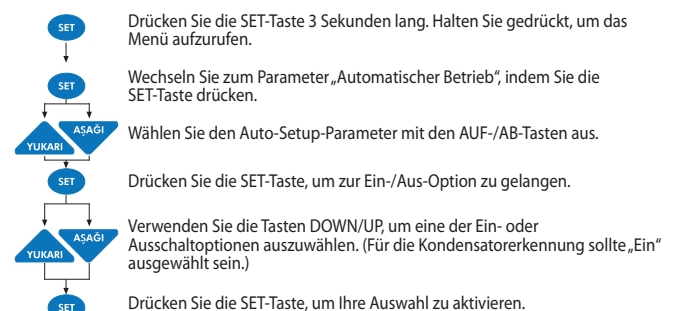 SET
Drücken Sie die SET-Taste 3 Sekunden lang. Halten Sie gedrückt, um das
Menü aufzurufen.
SET
Wechseln Sie zum Parameter „Automatischer Betrieb“, indem Sie die
SET-Taste drücken.
YUKARI
AŞAĞI
Wählen Sie den Auto-Setup-Parameter mit den AUF-/AB-Tasten aus.
SET
Drücken Sie die SET-Taste, um zur Ein-/Aus-Option zu gelangen.
YUKARI
AŞAĞI
Verwenden Sie die Tasten DOWN/UP, um eine der Ein- oder
Ausschaltoptionen auszuwählen. (Für die Kondensatorerkennung sollte „Ein“
ausgewählt sein.)
SET
Drücken Sie die SET-Taste, um Ihre Auswahl zu aktivieren.